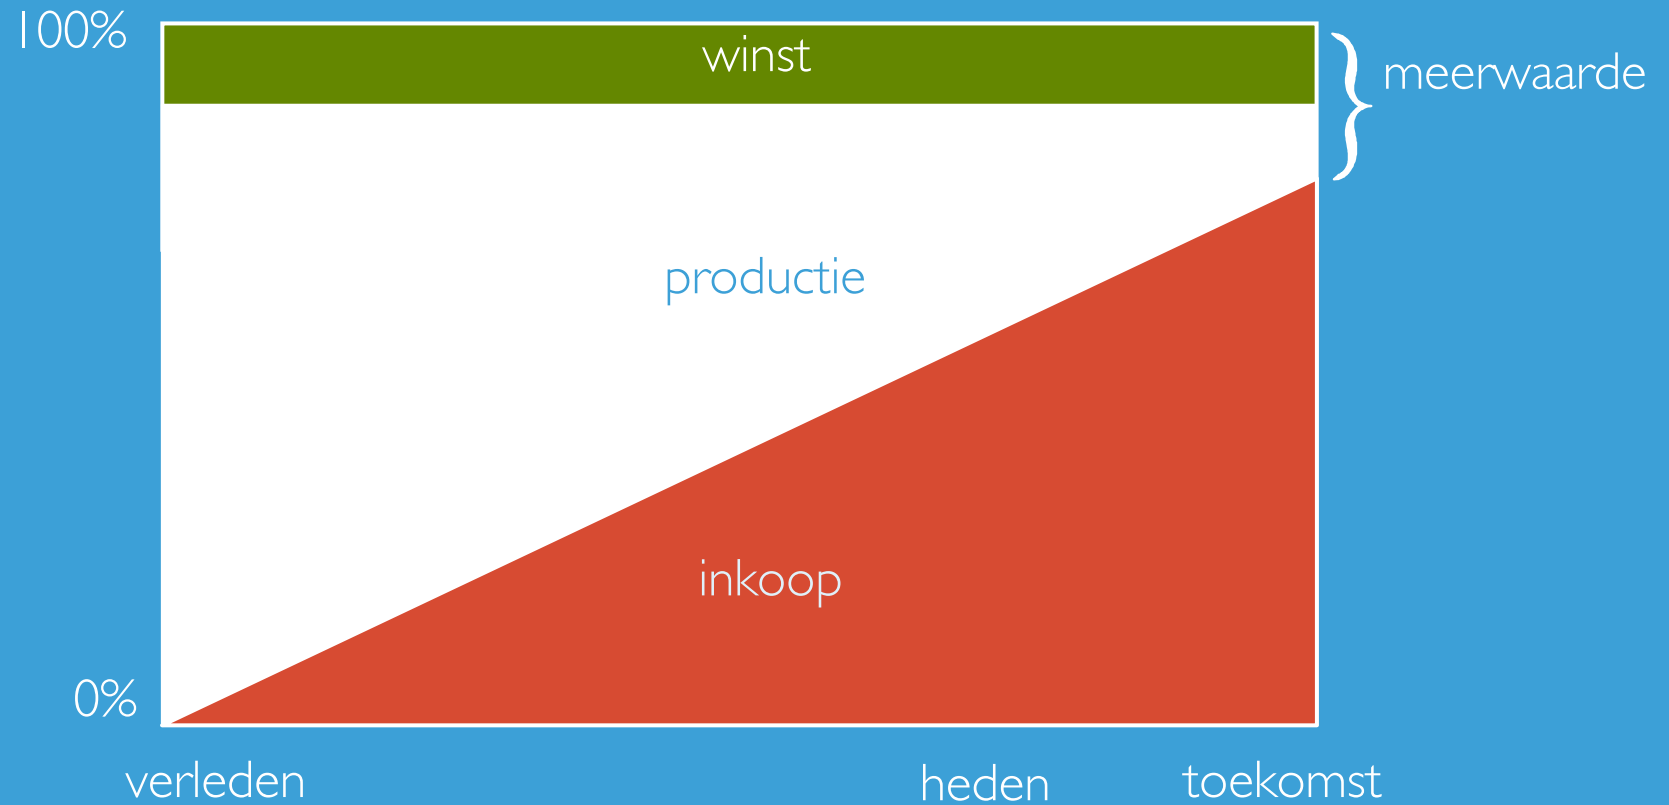 100%
winst
meerwaarde
productie
inkoop
0%
verleden
heden
toekomst